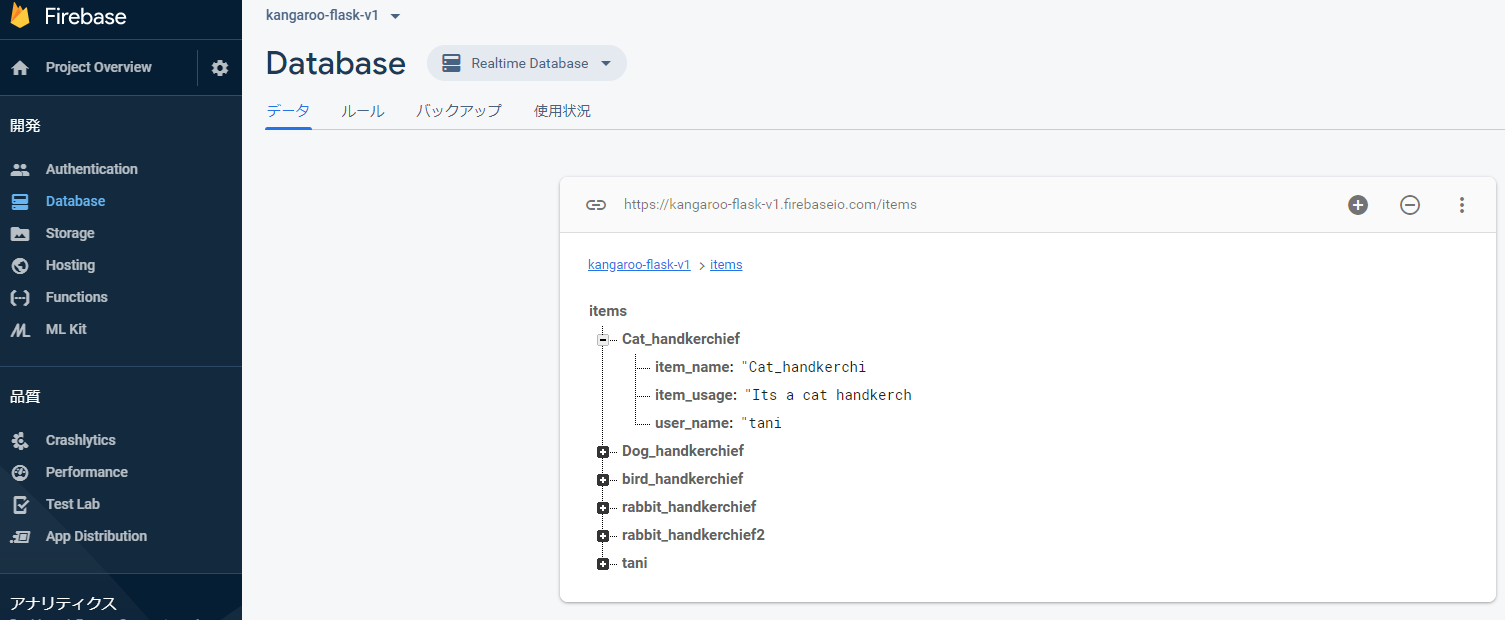 Firebase
Project Overview
開発
Authentication
Database
Storage
Hosting
Functions
ML Kit
品質
Crashlytics
Performance
Test Lab
App Distribution
アナリティクス
kangaroo-flask-v1
Database
Realtime Database
データ ルール バックアップ 使用状況
https://kangaroo-flask-v1.firebaseio.com/items
kangaroo-flask-v1 > items
items
Cat_handkerchief
item_name: "Cat_handkerchi
item_usage: "Its a cat handkerch
user_name: "tani
Dog_handkerchief
bird_handkerchief
rabbit_handkerchief
rabbit_handkerchief2
tani